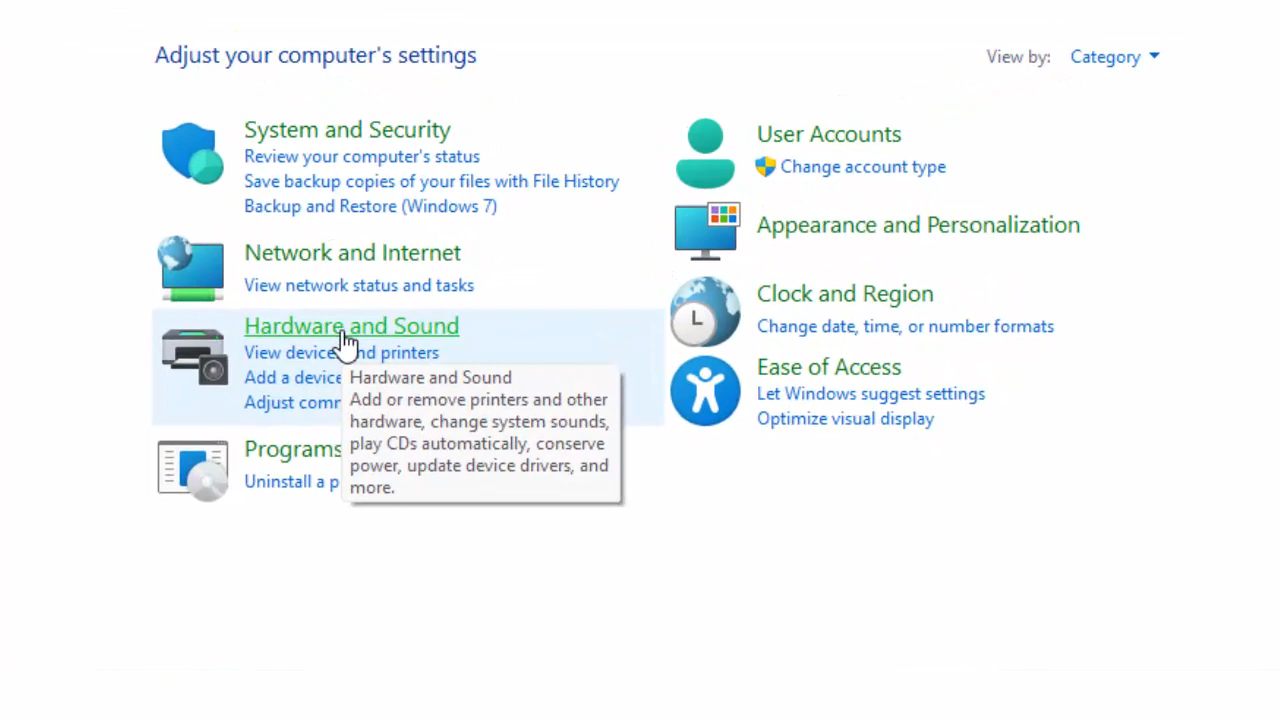 Adjust your computer's settings
View by: Category
System and Security
Review your computer's status
Save backup copies of your files with File History
Backup and Restore (Windows 7)
Network and Internet
View network status and tasks
Hardware and Sound
View devices and printers
Add a device
Adjust
Hardware and Sound
Add or remove printers and other
hardware, change system sounds,
play CDs automatically, conserve
power, update device drivers, and
more.
Programs
Uninstall a
User Accounts
Change account type
Appearance and Personalization
Clock and Region
Change date, time, or number formats
Ease of Access
Let Windows suggest settings
Optimize visual display